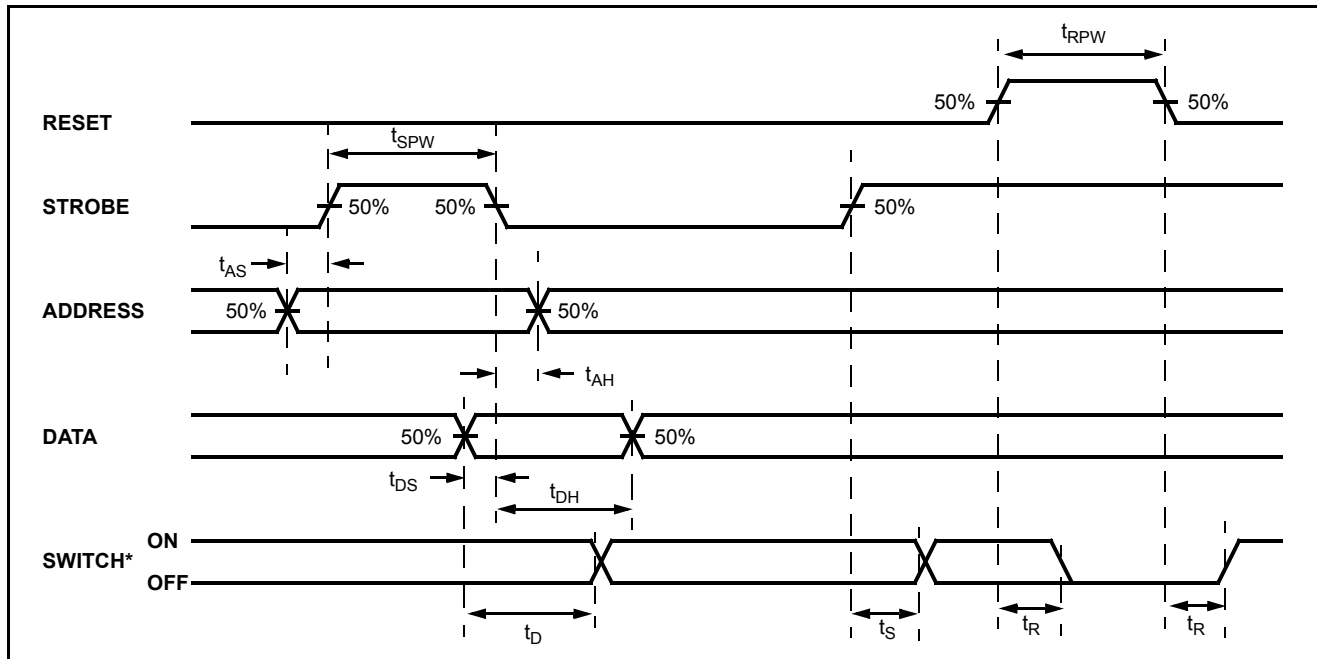 tRPW
50% 50%
RESET
tSPW
STROBE 50% 50% 50%
tAS
ADDRESS 50% 50%
tAH
DATA 50% 50%
tDS tDH
ON
SWITCH*
OFF
tD tS tR tR